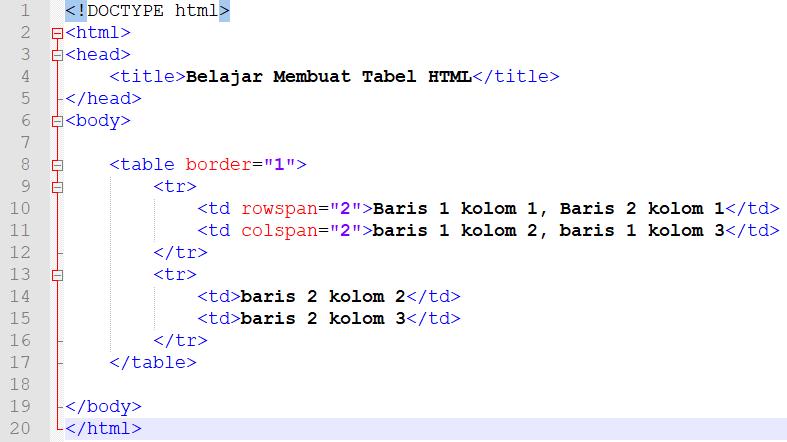 1 <!DOCTYPE html>
2 <html>
3 <head>
4     <title>Belajar Membuat Tabel HTML</title>
5 </head>
6 <body>
7
8     <table border="1">
9         <tr>
10             <td rowspan="2">Baris 1 kolom 1, Baris 2 kolom 1</td>
11             <td colspan="2">baris 1 kolom 2, baris 1 kolom 3</td>
12         </tr>
13         <tr>
14             <td>baris 2 kolom 2</td>
15             <td>baris 2 kolom 3</td>
16         </tr>
17     </table>
18
19 </body>
20 </html>